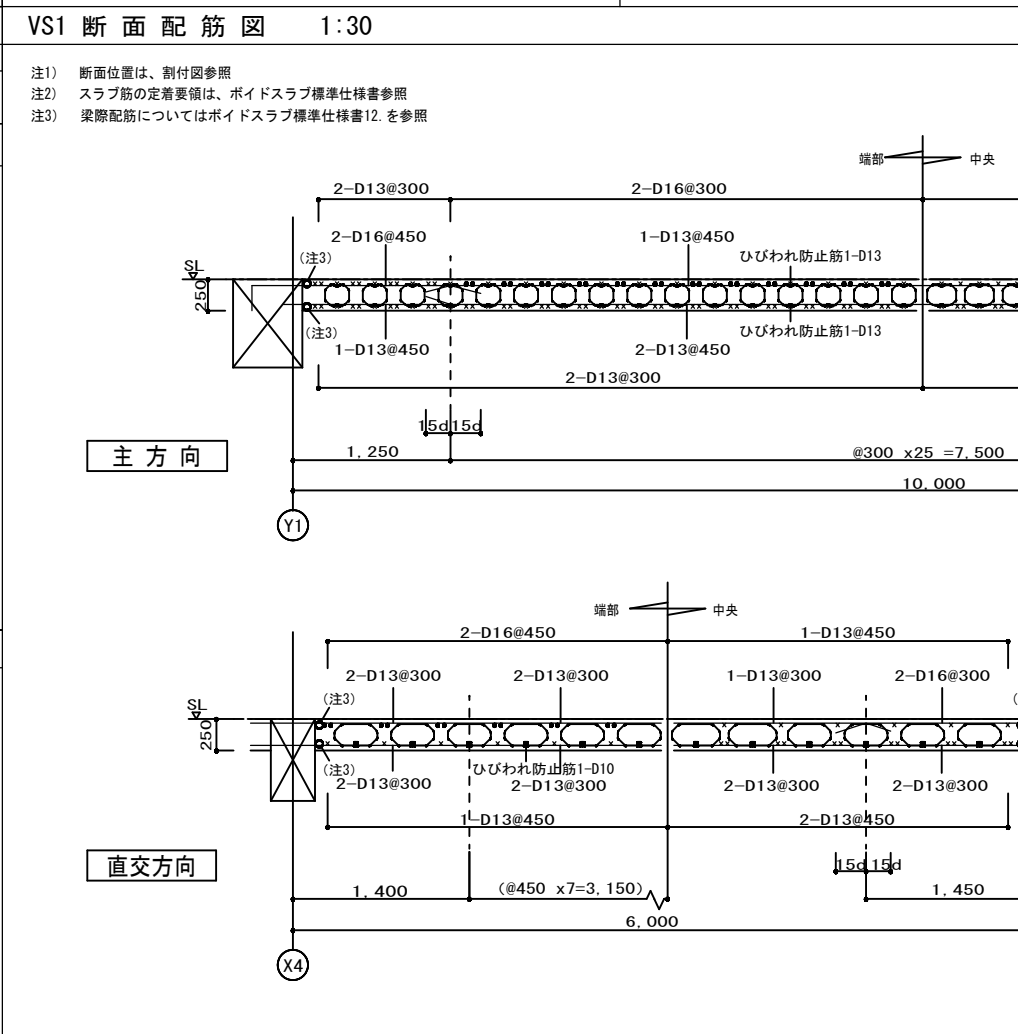 VS1 断 面 配 筋 図 1:30
注1) 断面位置は、割付図参照
注2) スラブ筋の定着要領は、ボイドスラブ標準仕様書参照
注3) 梁際配筋についてはボイドスラブ標準仕様書12. を参照
端部 中央
2-D13@300 2-D16@300
2-D16@450 1-D13@450
(注3) ひびわれ防止筋1-D13
SL
250
(注3) ひびわれ防止筋1-D13
1-D13@450 2-D13@450
2-D13@300
15d 15d
主 方 向
1,250 @300 x25 =7,500
10,000
Y1
端部 中央
2-D16@450 1-D13@450
2-D13@300 2-D13@300 1-D13@300 2-D16@300
(注3) (
SL
250
(注3) ひびわれ防止筋1-D10
2-D13@300 2-D13@300 2-D13@300 2-D13@300
1-D13@450 2-D13@450
直交方向
15d 15d
1,400 (@450 x7=3,150) 1,450
6,000
X4